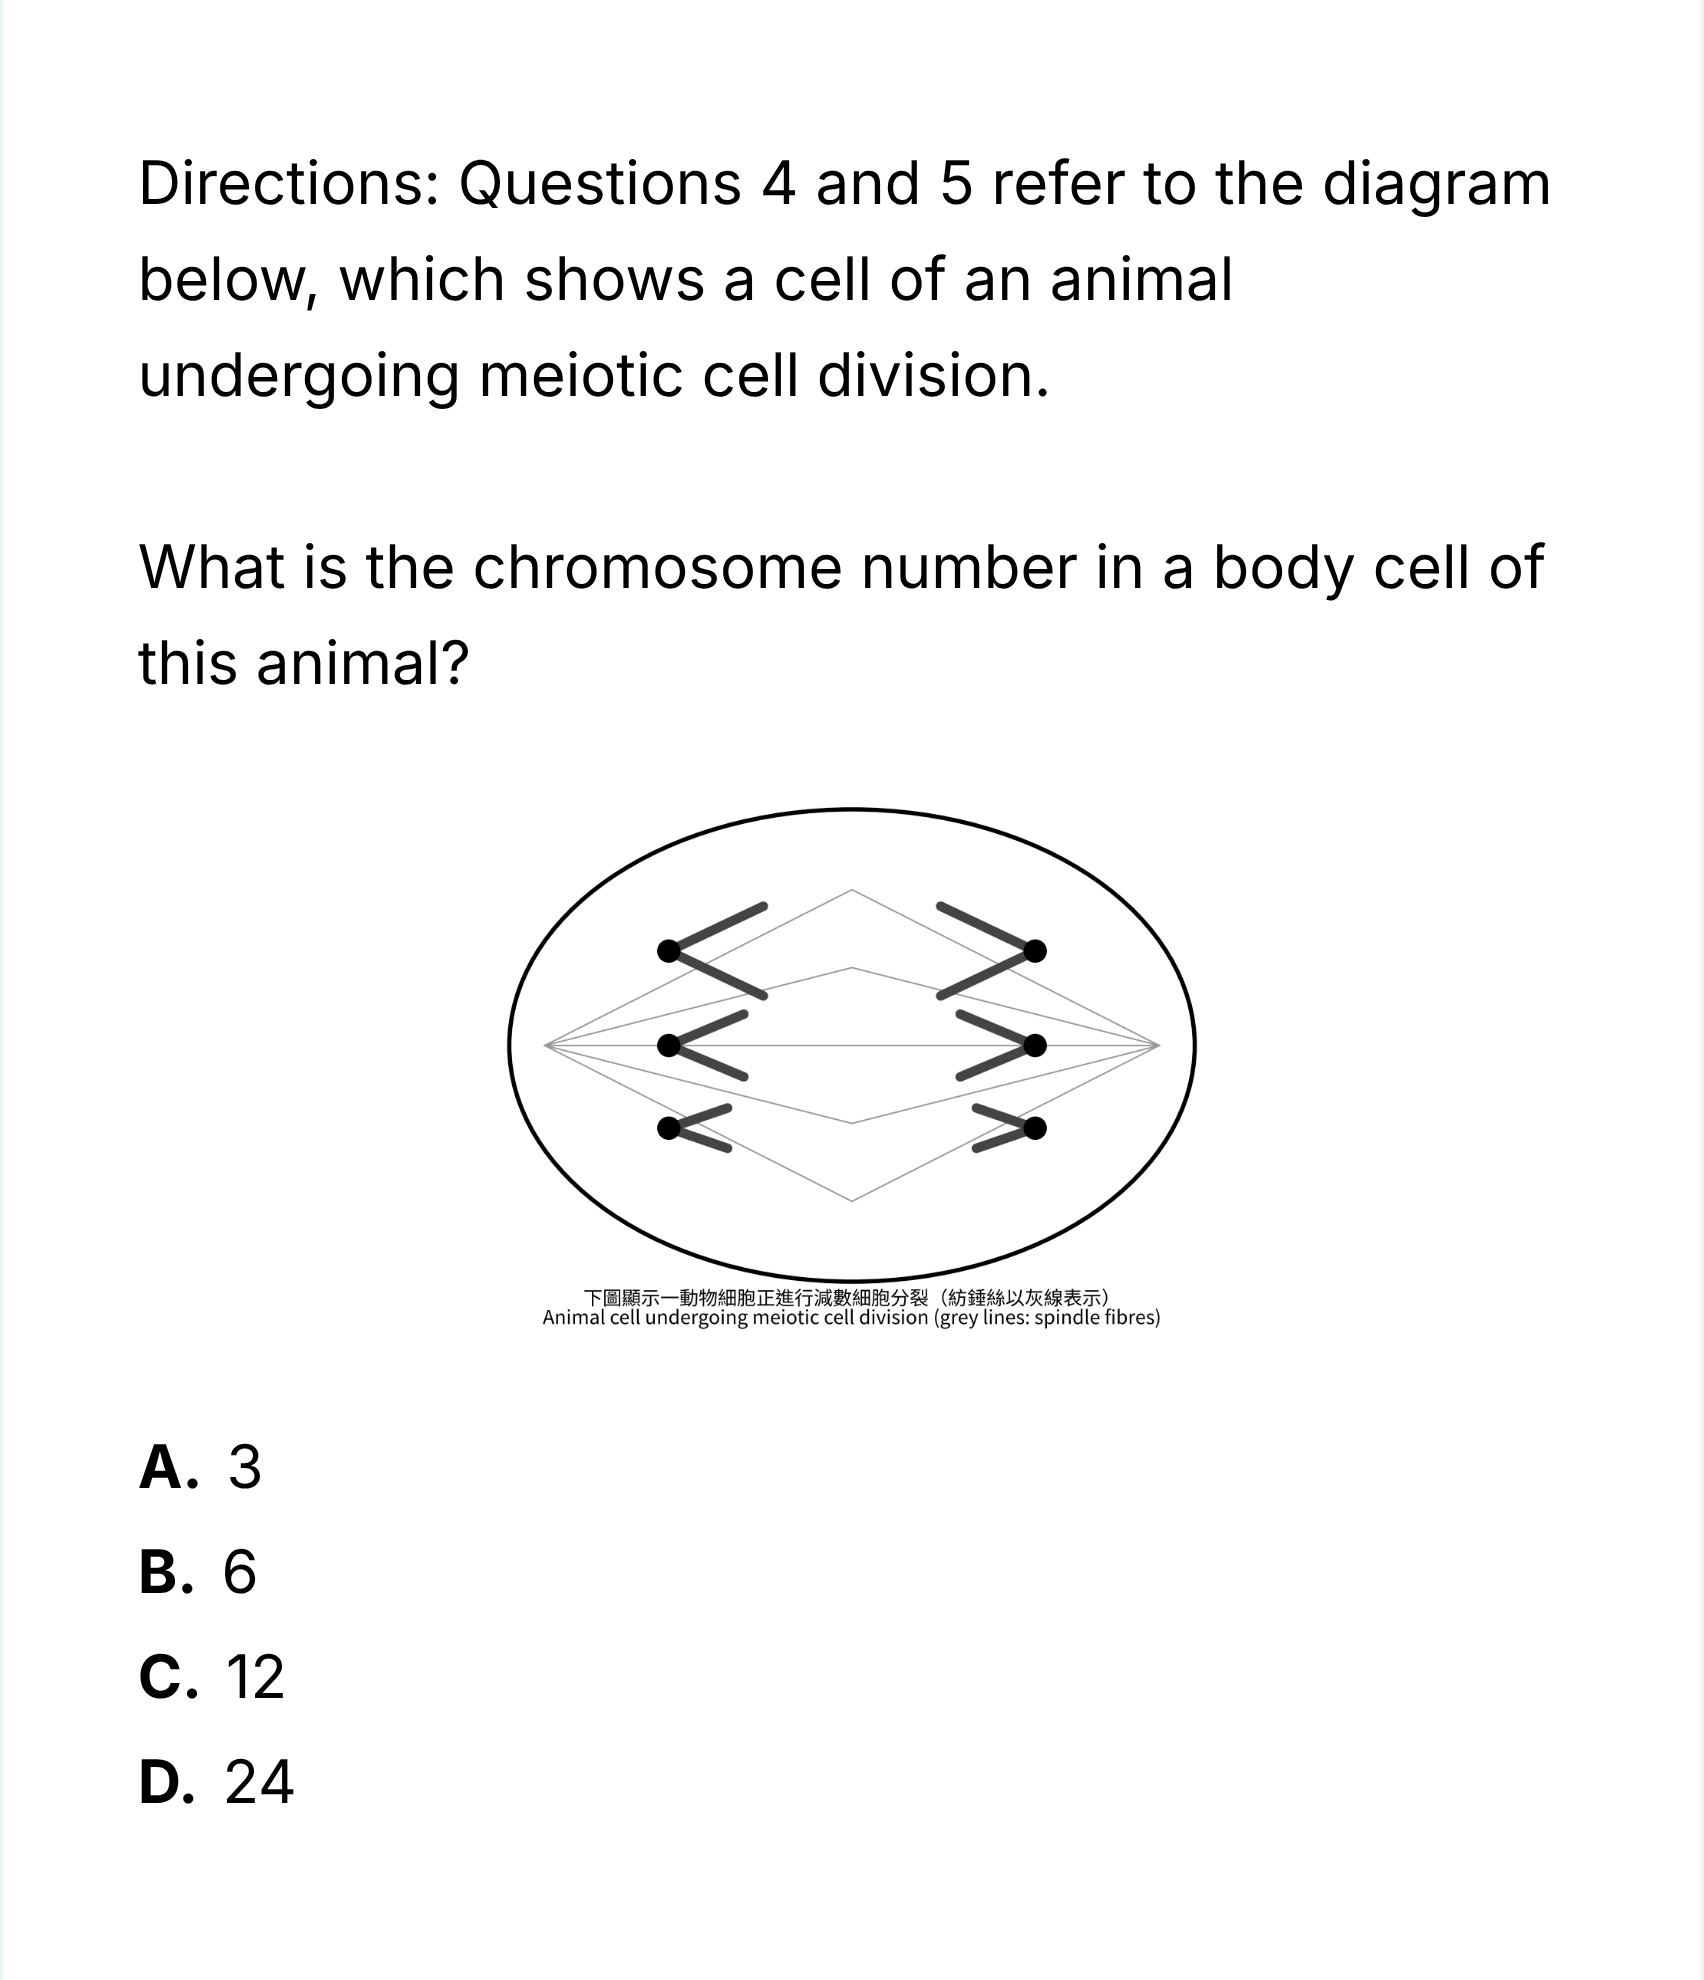 Directions: Questions 4 and 5 refer to the diagram
below, which shows a cell of an animal
undergoing meiotic cell division.
What is the chromosome number in a body cell of
this animal?
下圖顯示一動物細胞正進行減數細胞分裂（紡錘絲以灰線表示）
Animal cell undergoing meiotic cell division (grey lines: spindle fibres)
A. 3
B. 6
C. 12
D. 24